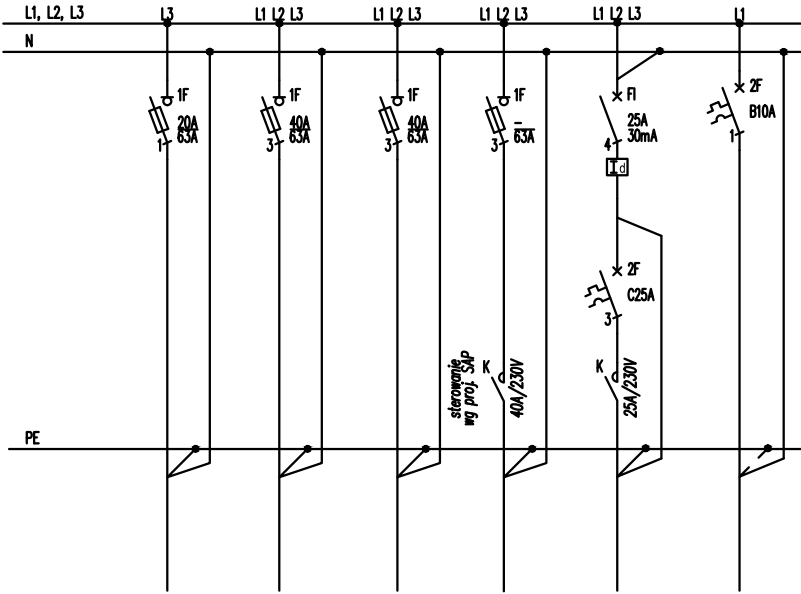 L1, L2, L3
L3
L1 L2 L3
L1 L2 L3
L1 L2 L3
L1 L2 L3
L1
N
1F
20A
63A
1
1F
40A
63A
3
1F
40A
63A
3
1F
-
63A
3
FI
25A
30mA
4
Id
2F
B10A
1
2F
C25A
3
sterowanie
wg proj. SAP
K
40A/230V
K
25A/230V
PE